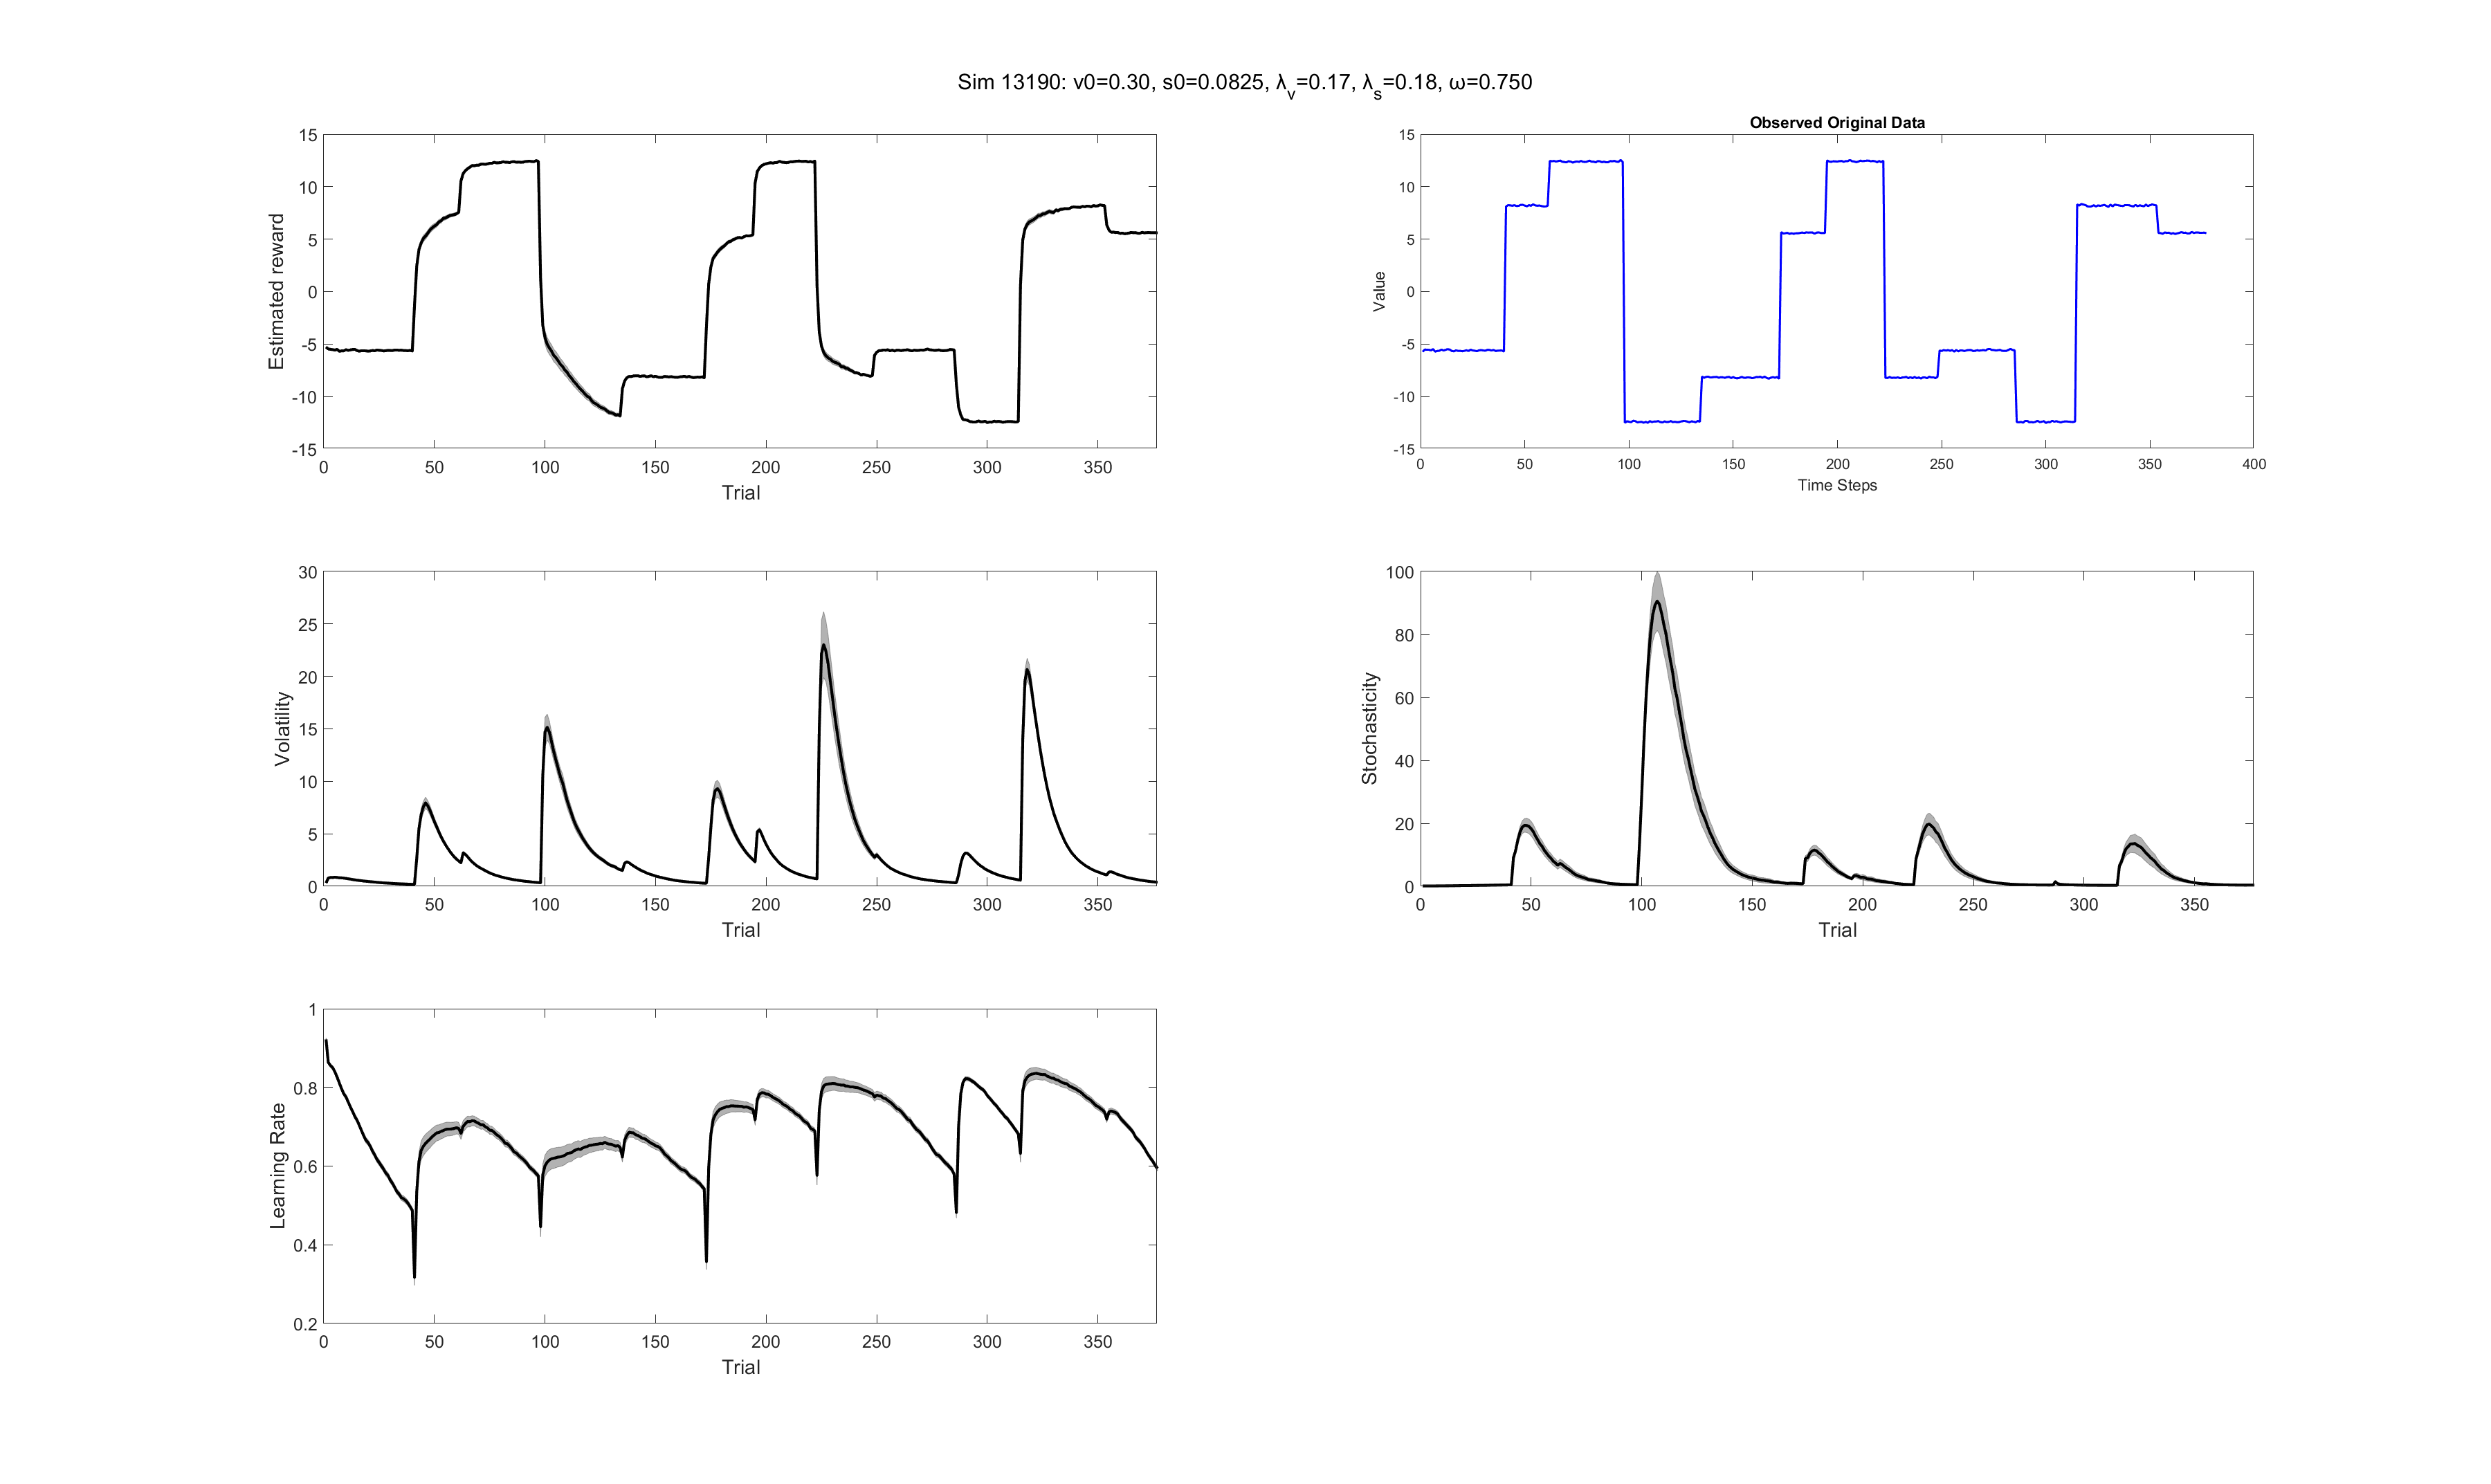 Sim 13190: v0=0.30, s0=0.0825, λv=0.17, λs=0.18, ω=0.750
15
10
5
0
-5
-10
-15
Estimated reward
0 50 100 150 200 250 300 350
Trial
Observed Original Data
15
10
5
0
-5
-10
-15
Value
0 50 100 150 200 250 300 350 400
Time Steps
30
25
20
15
10
5
0
Volatility
0 50 100 150 200 250 300 350
Trial
100
80
60
40
20
0
Stochasticity
0 50 100 150 200 250 300 350
Trial
1
0.8
0.6
0.4
0.2
Learning Rate
0 50 100 150 200 250 300 350
Trial